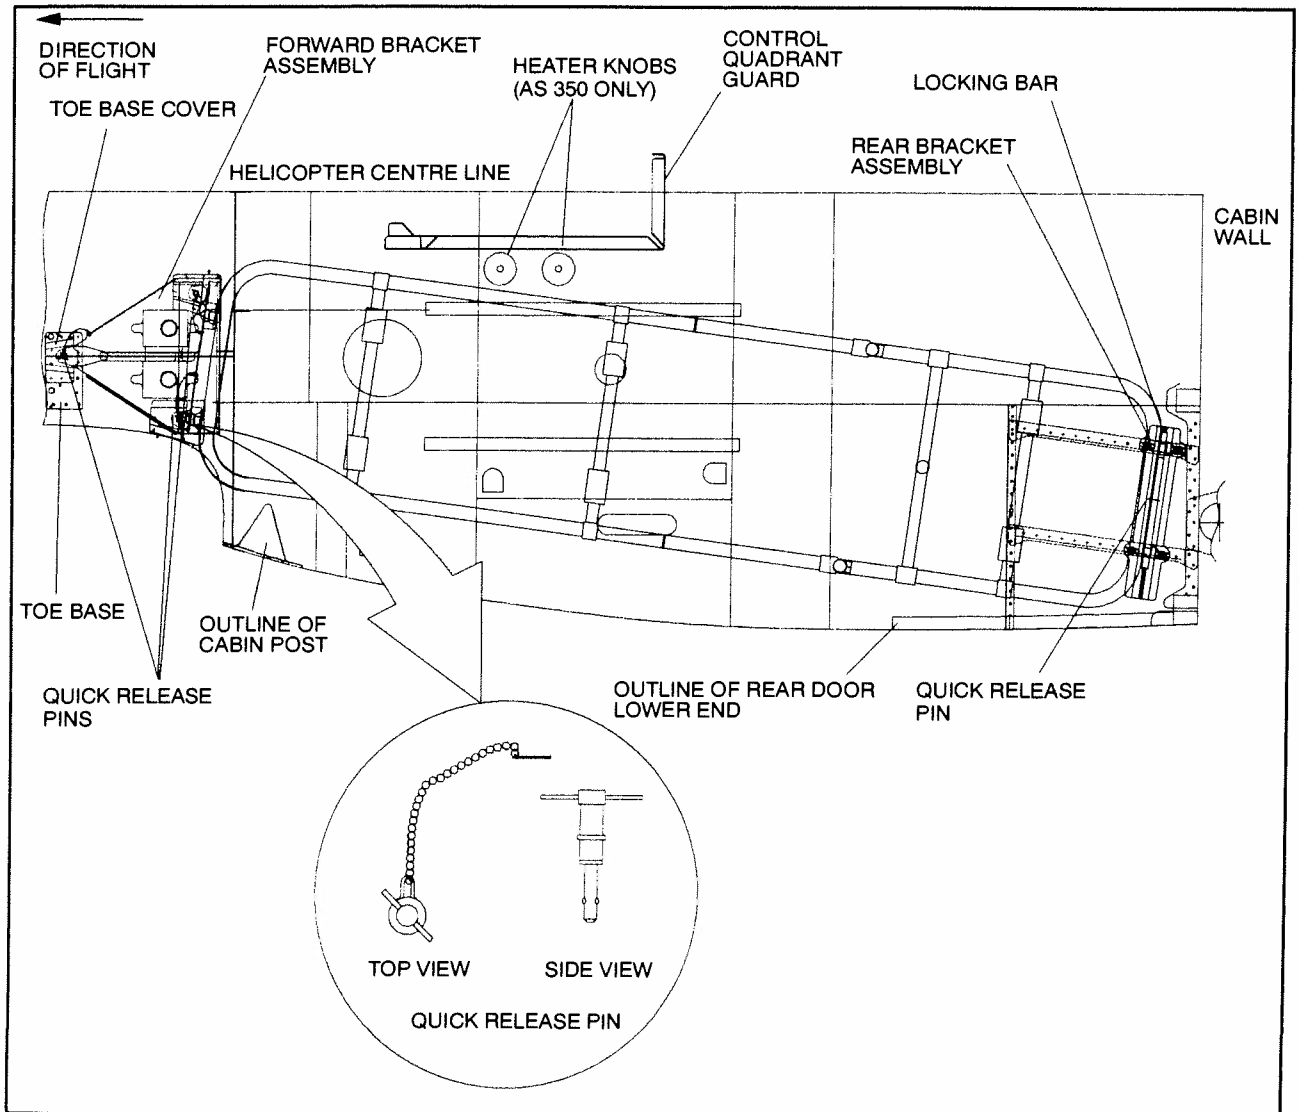 DIRECTION
OF FLIGHT
FORWARD BRACKET
ASSEMBLY
HEATER KNOBS
(AS 350 ONLY)
CONTROL
QUADRANT
GUARD
LOCKING BAR
TOE BASE COVER
REAR BRACKET
ASSEMBLY
HELICOPTER CENTRE LINE
CABIN
WALL
TOE BASE
OUTLINE OF
CABIN POST
QUICK RELEASE
PINS
OUTLINE OF REAR DOOR
LOWER END
QUICK RELEASE
PIN
TOP VIEW
SIDE VIEW
QUICK RELEASE PIN